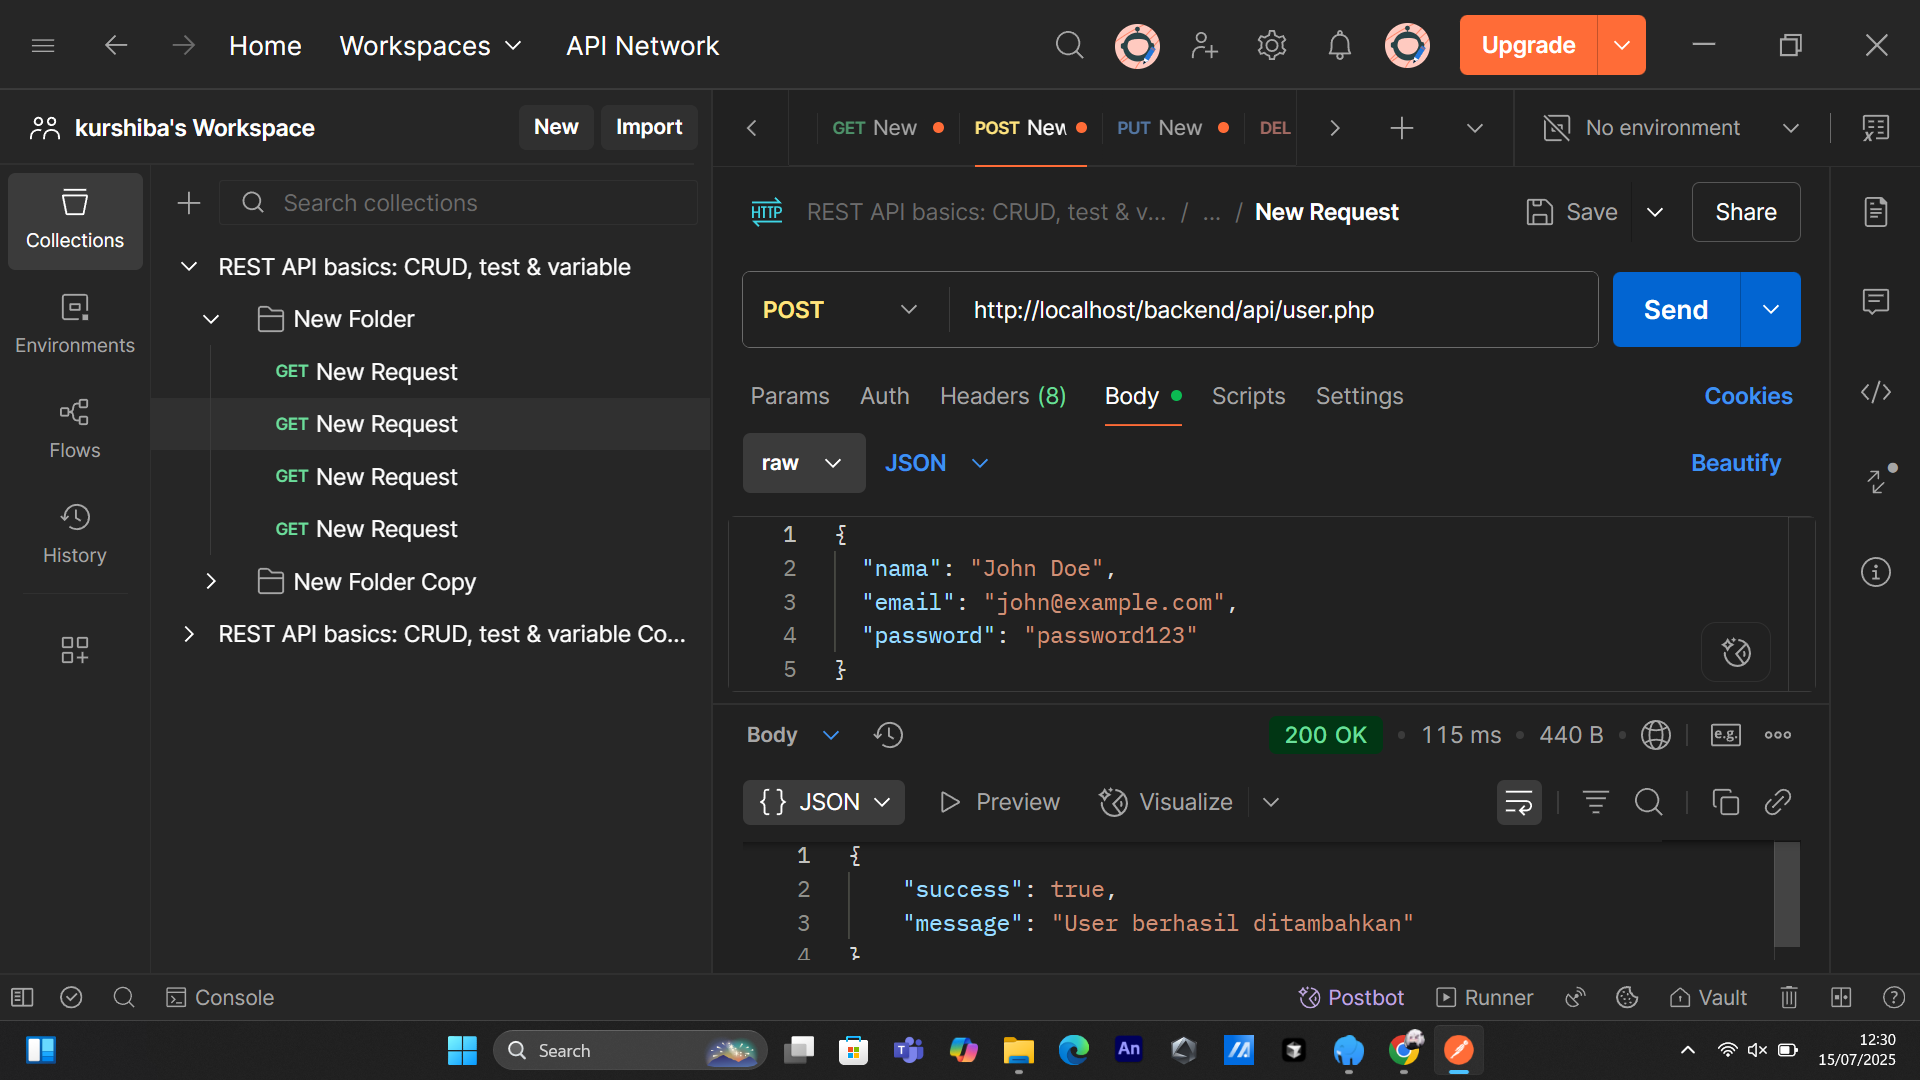 Home Workspaces API Network Upgrade
kurshiba's Workspace New Import
GET New POST New PUT New DEL No environment
Collections
Search collections
Environments
Flows
History
REST API basics: CRUD, test & variable
New Folder
GET New Request
GET New Request
GET New Request
GET New Request
New Folder Copy
REST API basics: CRUD, test & variable Co...
HTTP REST API basics: CRUD, test & v... / ... / New Request Save Share
POST http://localhost/backend/api/user.php Send
Params Auth Headers (8) Body Scripts Settings Cookies
raw JSON Beautify
1 {
2 "nama": "John Doe",
3 "email": "john@example.com",
4 "password": "password123"
5 }
Body 200 OK • 115 ms • 440 B • e.g.
{} JSON Preview Visualize
1 {
2 "success": true,
3 "message": "User berhasil ditambahkan"
4 }
Console Postbot Runner Vault
Search An 12:30
15/07/2025